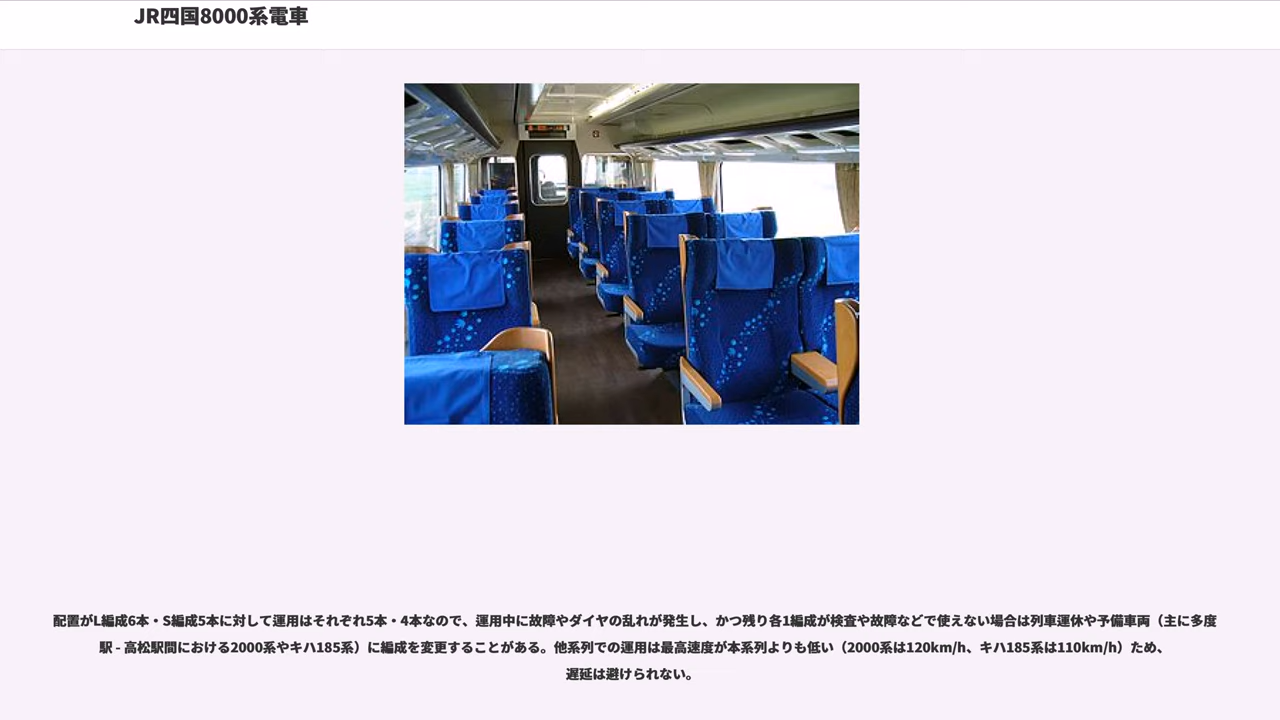 JR四国8000系電車
配置がL編成6本・S編成5本に対して運用はそれぞれ5本・4本なので、運用中に故障やダイヤの乱れが発生し、かつ残り各1編成が検査や故障などで使えない場合は列車運休や予備車両（主に多度
駅 - 高松駅間における2000系やキハ185系）に編成を変更することがある。他系列での運用は最高速度が本系列よりも低い（2000系は120km/h、キハ185系は110km/h）ため、
遅延は避けられない。